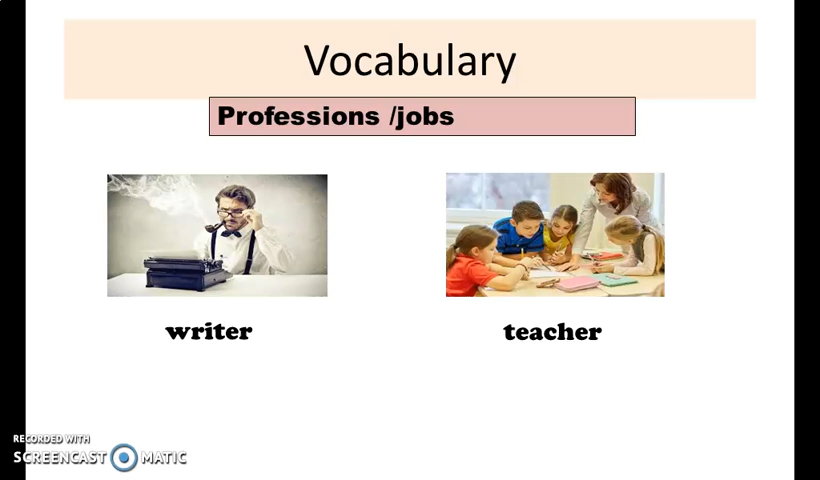 Vocabulary
Professions /jobs
writer
teacher
RECORDED WITH
SCREENCAST MATIC